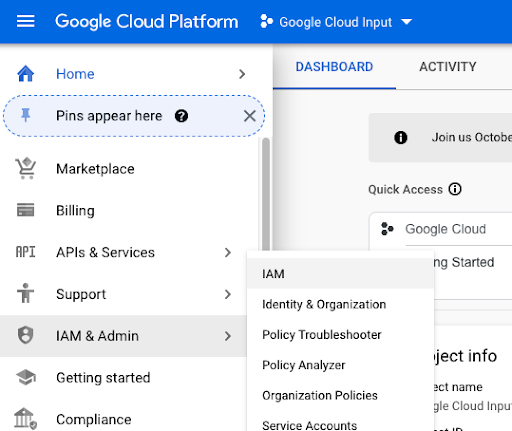 Google Cloud Platform
Google Cloud Input
Home
Pins appear here
Marketplace
Billing
API APIs & Services
Support
IAM & Admin
Getting started
Compliance
IAM
Identity & Organization
Policy Troubleshooter
Policy Analyzer
Organization Policies
Service Accounts
DASHBOARD
ACTIVITY
Join us Octobe
Quick Access
Google Cloud
ng Started
oject info
ect name
gle Cloud Input